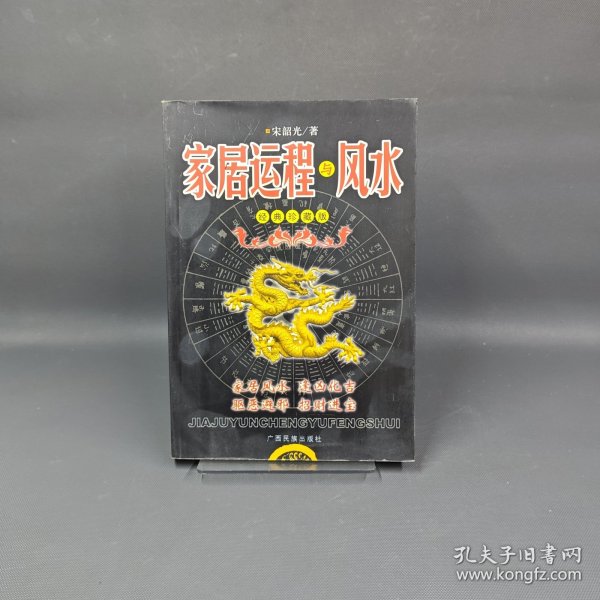 宋韶光/著
家居运程与风水
经典珍藏版
家居风水 逢凶化吉
驱恶避邪 招财进宝
JIAJUYUNCHENGYUFENGSHUI
广西民族出版社
孔夫子旧书网
www.kongfz.com